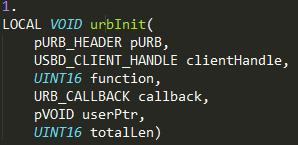 1.
LOCAL VOID urbInit(
pURB_HEADER pURB,
USBD_CLIENT_HANDLE clientHandle,
UINT16 function,
URB_CALLBACK callback,
pVOID userPtr,
UINT16 totalLen)